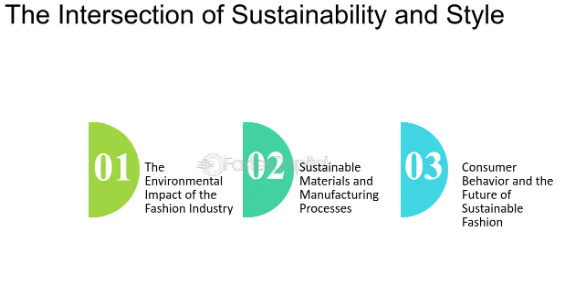 The Intersection of Sustainability and Style
01
The
Environmental
Impact of the
Fashion Industry
02
Sustainable
Materials and
Manufacturing
Processes
03
Consumer
Behavior and the
Future of
Sustainable
Fashion